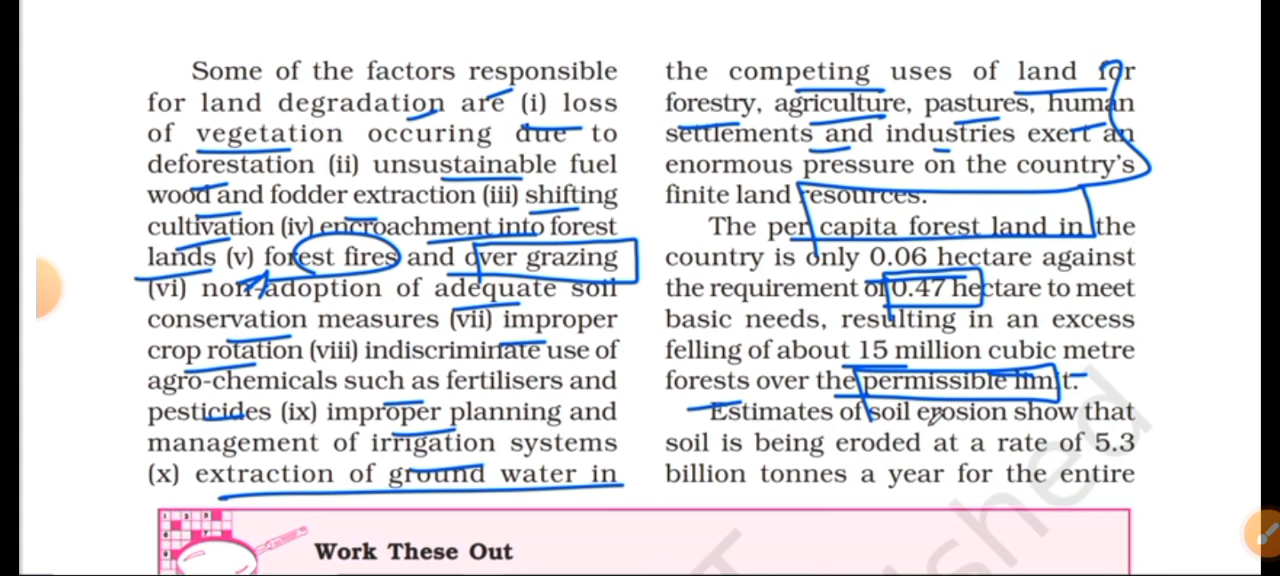 Some of the factors responsible
for land degradation are (i) loss
of vegetation occuring due to
deforestation (ii) unsustainable fuel
wood and fodder extraction (iii) shifting
cultivation (iv) encroachment into forest
lands (v) forest fires and over grazing
(vi) non-adoption of adequate soil
conservation measures (vii) improper
crop rotation (viii) indiscriminate use of
agro-chemicals such as fertilisers and
pesticides (ix) improper planning and
management of irrigation systems
(x) extraction of ground water in
the competing uses of land for
forestry, agriculture, pastures, human
settlements and industries exert an
enormous pressure on the country's
finite land resources.
The per capita forest land in the
country is only 0.06 hectare against
the requirement of 0.47 hectare to meet
basic needs, resulting in an excess
felling of about 15 million cubic metre
forests over the permissible limit.
Estimates of soil erosion show that
soil is being eroded at a rate of 5.3
billion tonnes a year for the entire
Work These Out